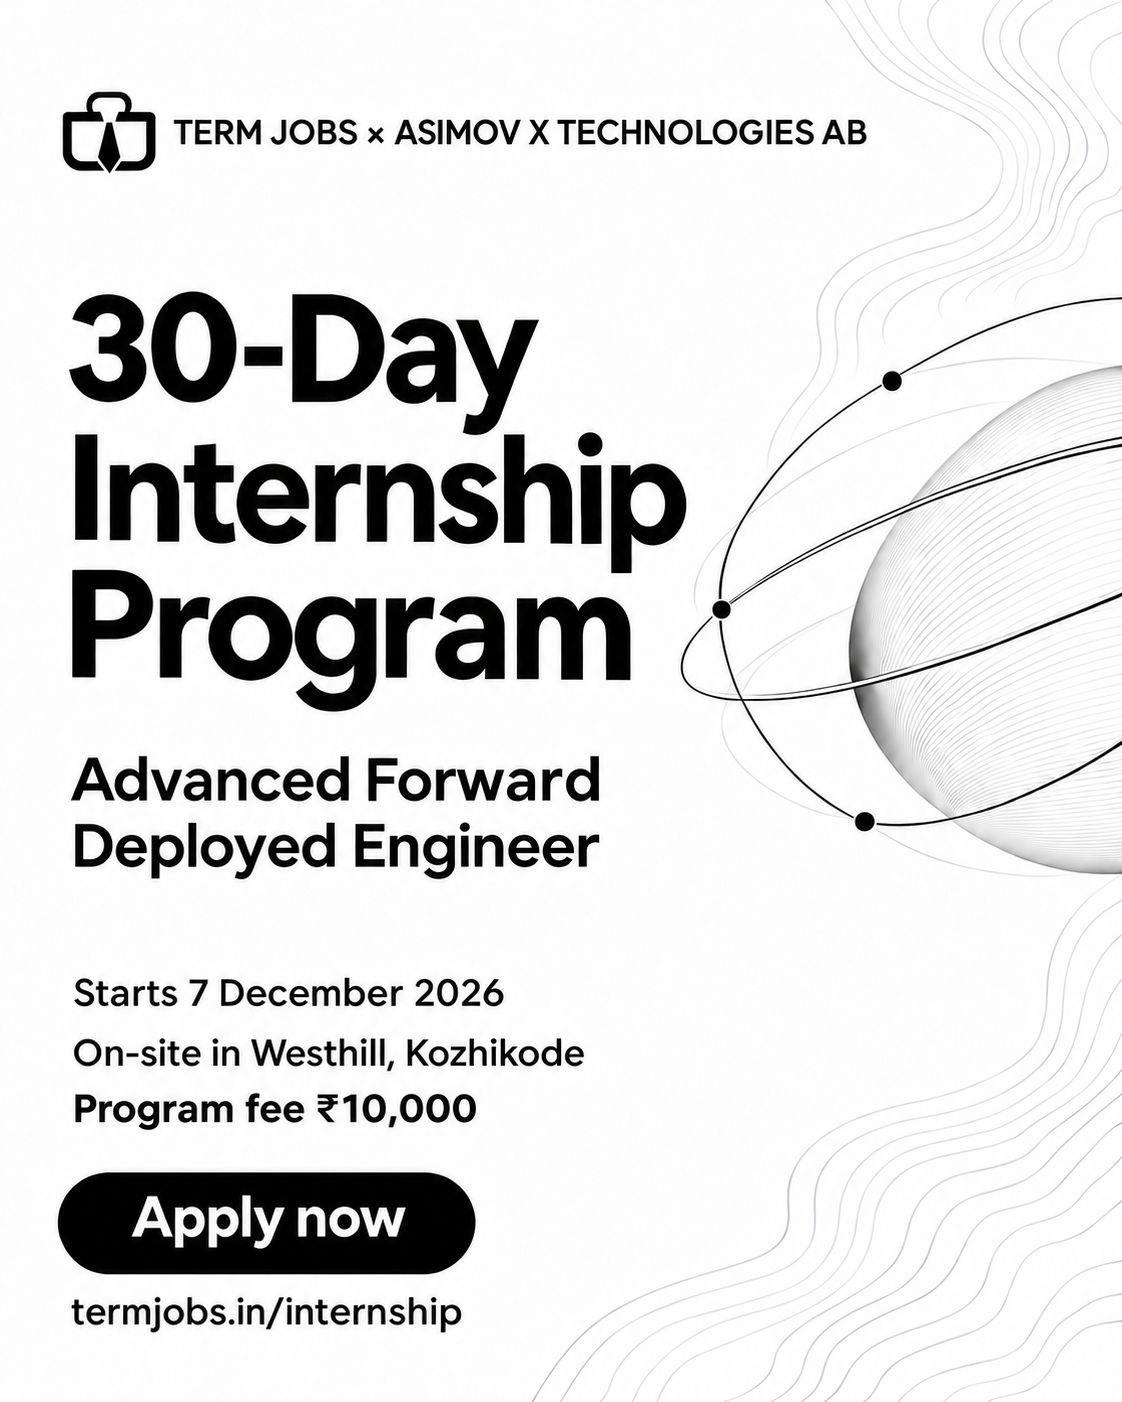 TERM JOBS × ASIMOV X TECHNOLOGIES AB
30-Day
Internship
Program
Advanced Forward
Deployed Engineer
Starts 7 December 2026
On-site in Westhill, Kozhikode
Program fee ₹10,000
Apply now
termjobs.in/internship